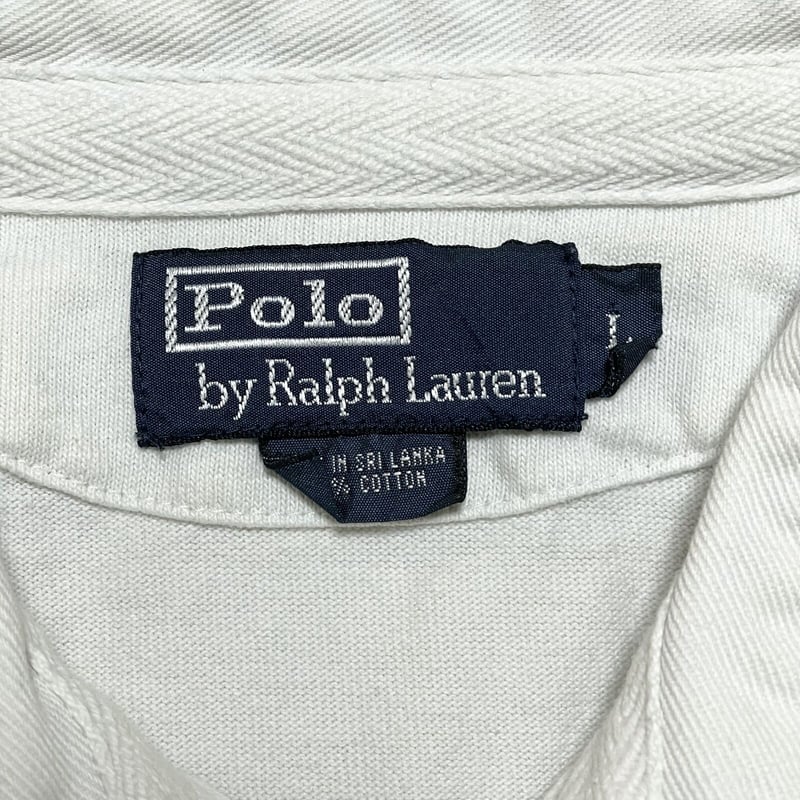 Polo
by Ralph Lauren
L
IN SRI LANKA
% COTTON